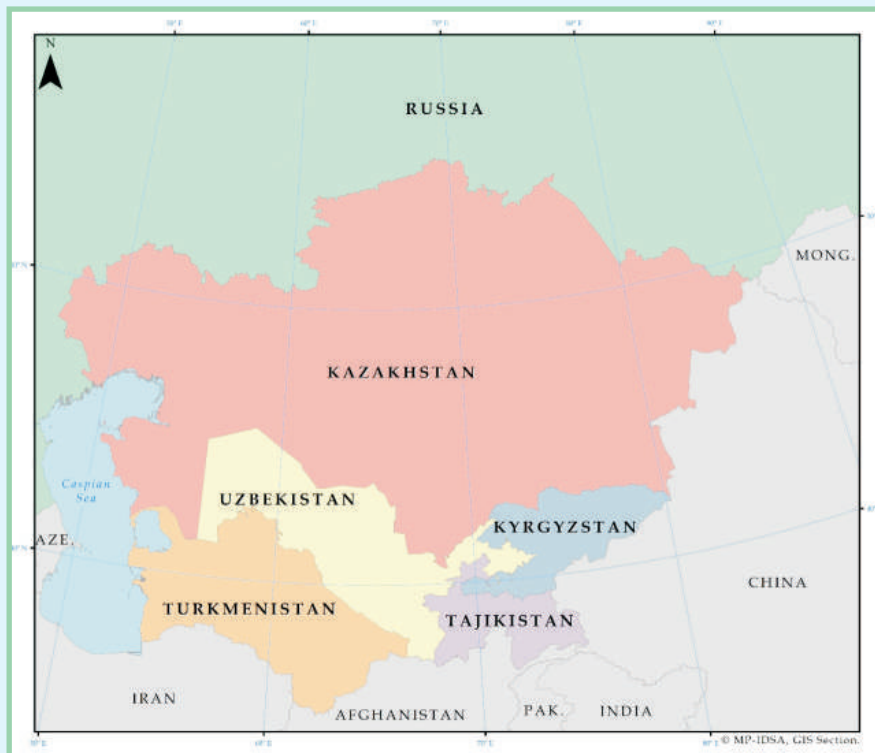 N
RUSSIA
MONG.
KAZAKHSTAN
Caspian
Sea
UZBEKISTAN
KYRGYZSTAN
AZE.
CHINA
TURKMENISTAN
TAJIKISTAN
IRAN
AFGHANISTAN
PAK.
INDIA
© MP-IDSA, GIS Section.